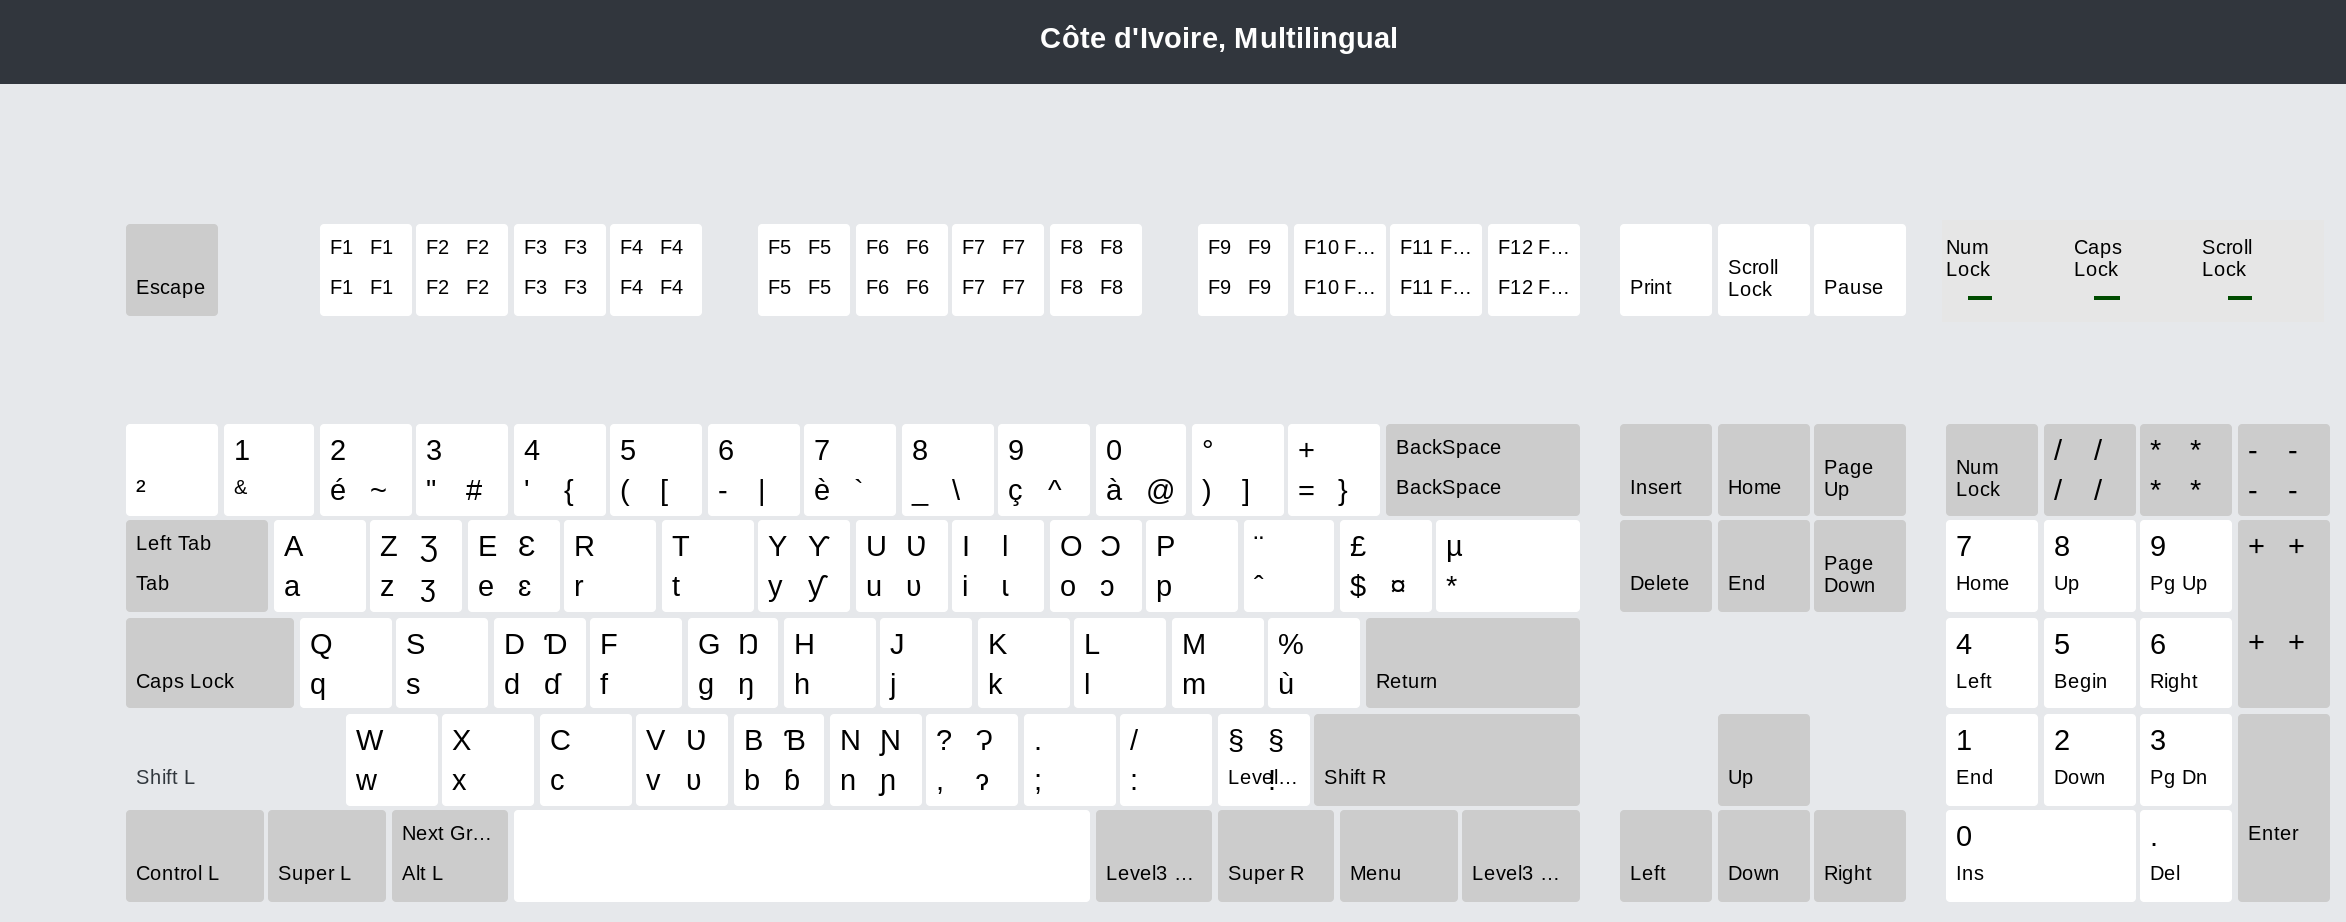 Côte d'Ivoire, Multilingual
Escape F1 F1 F2 F2 F3 F3 F4 F4 F5 F5 F6 F6 F7 F7 F8 F8 F9 F9 F10 F… F11 F… F12 F… Print Scroll Lock Pause Num Lock Caps Lock Scroll Lock
F1 F1 F2 F2 F3 F3 F4 F4 F5 F5 F6 F6 F7 F7 F8 F8 F9 F9 F10 F… F11 F… F12 F…
1 2 3 4 5 6 7 8 9 0 ° + BackSpace
² & é ~ " # ' { ( [ - | è ` _ \ ç ^ à @ ) ] = } BackSpace Insert Home Page Up Num Lock / / * * - -
/ / * * - -
Left Tab A Z Ʒ E Ɛ R T Y Ƴ U Ʋ I Ɩ O Ɔ P ¨ £ µ
Tab a z ʒ e ɛ r t y ƴ u ʋ i ɩ o ɔ p ^ $ ¤ * Delete End Page Down 7 8 9 + +
Home Up Pg Up
Q S D Ɗ F G Ŋ H J K L M % 4 5 6 + +
Caps Lock q s d ɗ f g ŋ h j k l m ù Return Left Begin Right
W X C V Ʋ B Ɓ N Ɲ ? Ɂ . / § § 1 2 3
Shift L w x c v ʋ b ɓ n ɲ , ɂ ; : Level… ! Shift R Up End Down Pg Dn
Next Gr… 0 . Enter
Control L Super L Alt L Level3 … Super R Menu Level3 … Left Down Right Ins Del